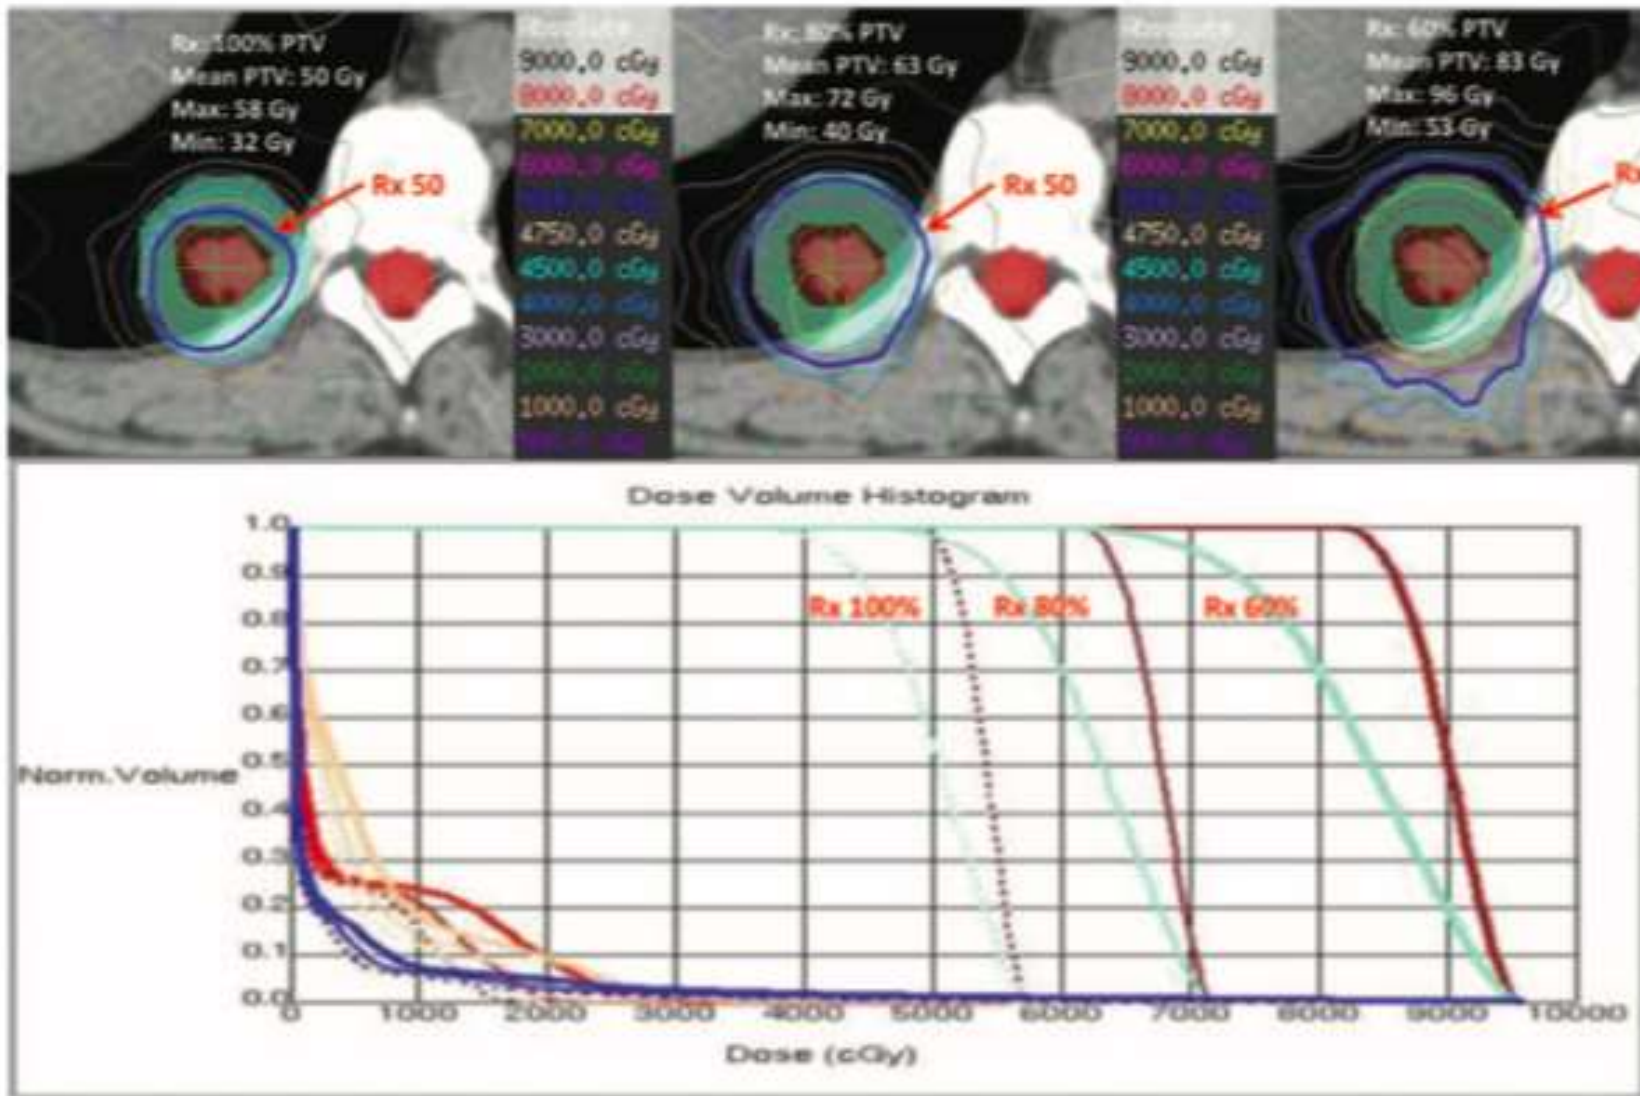 Rx: 100% PTV
Mean PTV: 50 Gy
Max: 58 Gy
Min: 32 Gy
Rx 50
Absolute
9000.0 cGy
8000.0 cGy
7000.0 cGy
4750.0 cGy
4500.0 cGy
3000.0 cGy
1000.0 cGy
Rx: 80% PTV
Mean PTV: 63 Gy
Max: 72 Gy
Min: 40 Gy
Rx 50
Absolute
9000.0 cGy
8000.0 cGy
7000.0 cGy
4750.0 cGy
4500.0 cGy
3000.0 cGy
1000.0 cGy
Rx: 60% PTV
Mean PTV: 83 Gy
Max: 96 Gy
Min: 53 Gy
Rx
Dose Volume Histogram
1.0
0.9
0.8
0.7
0.6
0.5
0.4
0.3
0.2
0.1
0.0
Norm.Volume
Rx 100%
Rx 80%
Rx 60%
0 1000 2000 3000 4000 5000 6000 7000 8000 9000 10000
Dose (cGy)